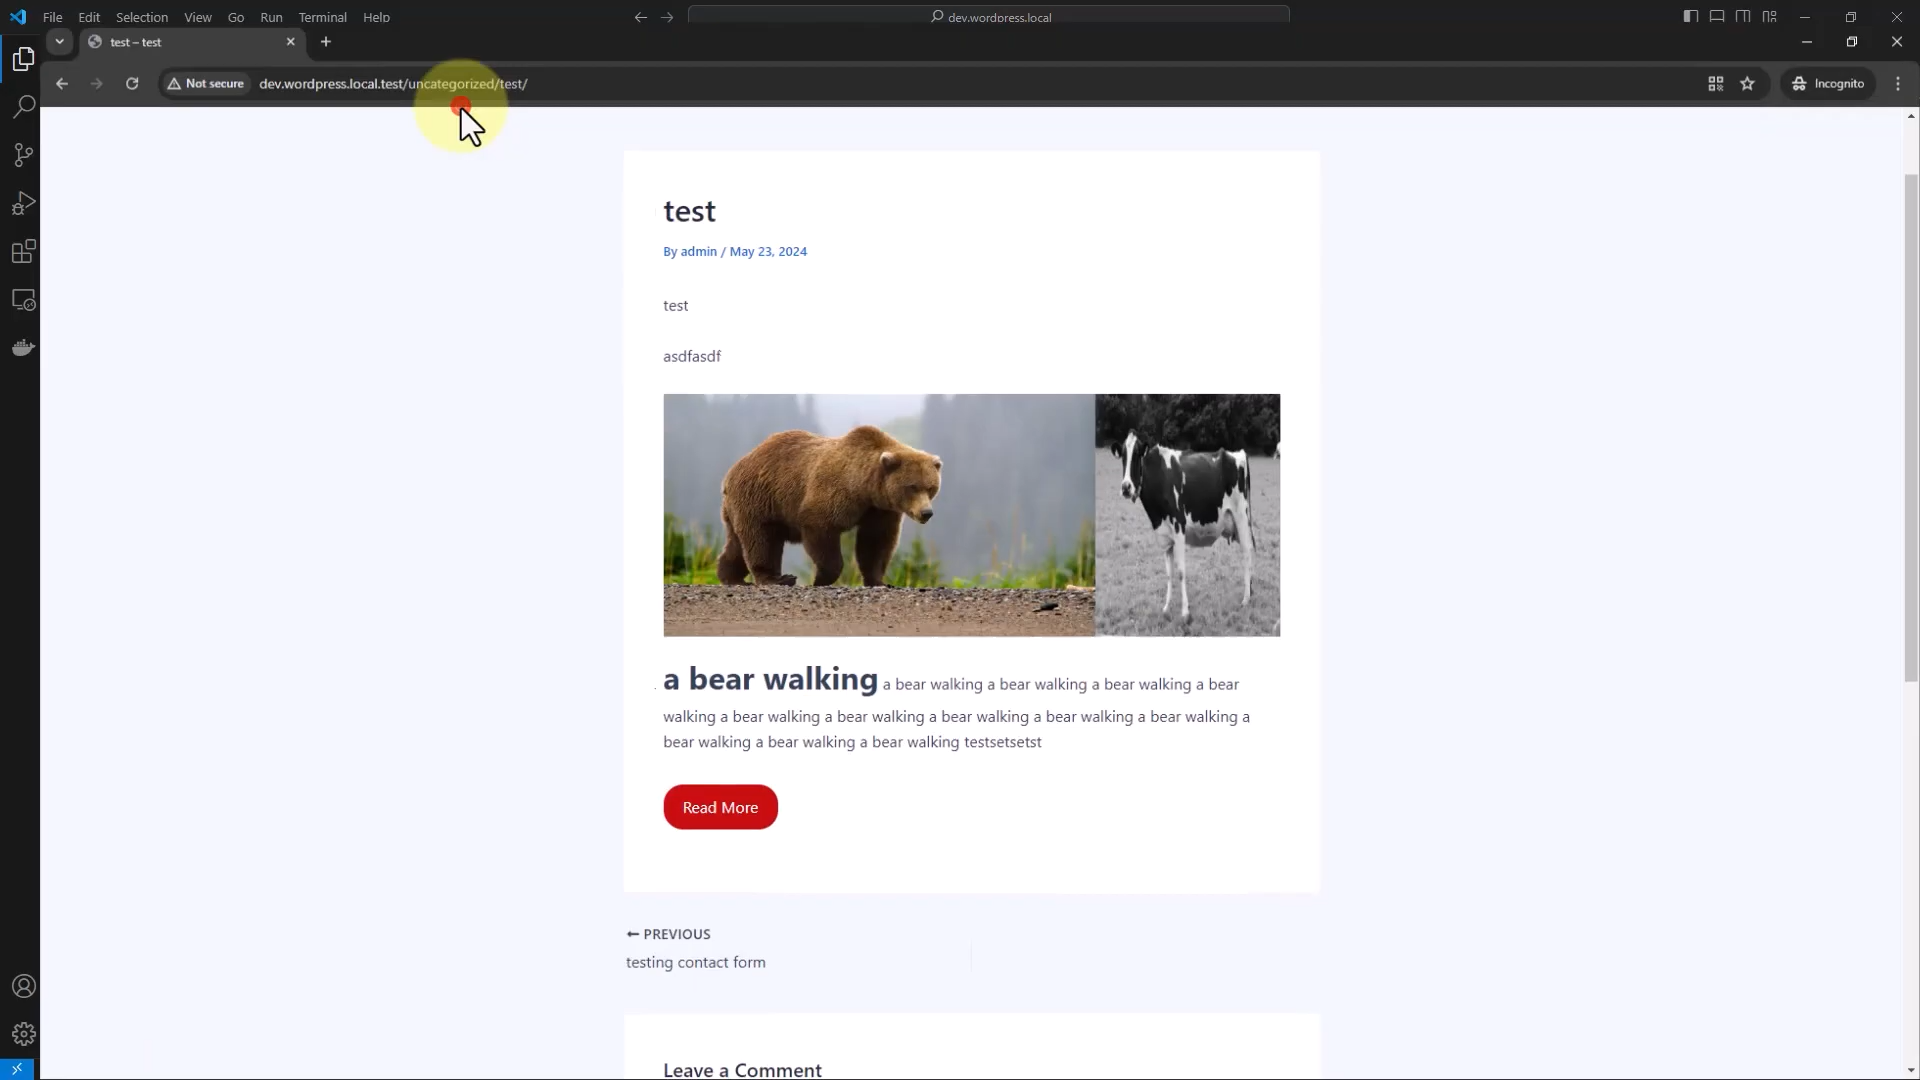 File Edit Selection View Go Run Terminal Help dev.wordpress.local
test – test
Not secure dev.wordpress.local.test/uncategorized/test/ Incognito
test
By admin / May 23, 2024
test
asdfasdf
a bear walking a bear walking a bear walking a bear walking a bear
walking a bear walking a bear walking a bear walking a bear walking a bear walking a
bear walking a bear walking a bear walking testsetsetst
Read More
← PREVIOUS
testing contact form
Leave a Comment